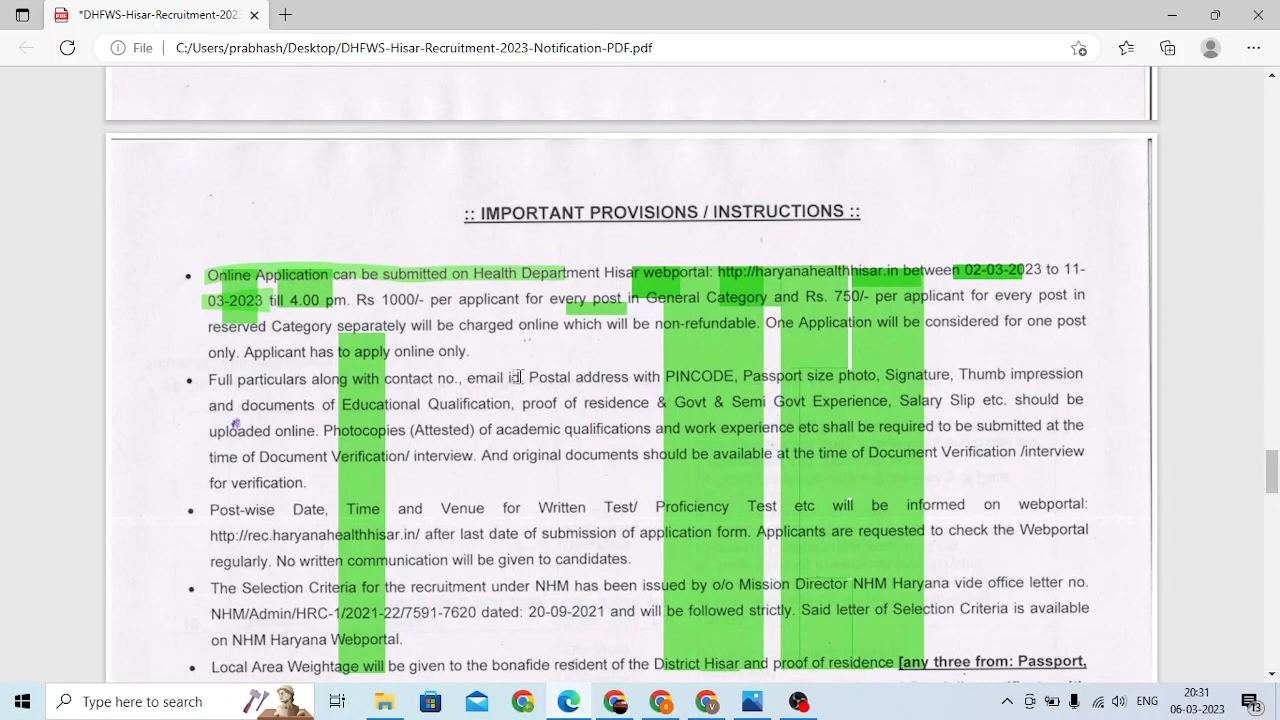 *DHFWS-Hisar-Recruitment-2023
File
C:/Users/prabhash/Desktop/DHFWS-Hisar-Recruitment-2023-Notification-PDF.pdf
:: IMPORTANT PROVISIONS / INSTRUCTIONS ::
• Online Application can be submitted on Health Department Hisar webportal: http://haryanahealthhisar.in between 02-03-2023 to 11-
03-2023 till 4.00 pm. Rs 1000/- per applicant for every post in General Category and Rs. 750/- per applicant for every post in
reserved Category separately will be charged online which will be non-refundable. One Application will be considered for one post
only. Applicant has to apply online only.
• Full particulars along with contact no., email id, Postal address with PINCODE, Passport size photo, Signature, Thumb impression
and documents of Educational Qualification, proof of residence & Govt & Semi Govt Experience, Salary Slip etc. should be
uploaded online. Photocopies (Attested) of academic qualifications and work experience etc shall be required to be submitted at the
time of Document Verification/ interview. And original documents should be available at the time of Document Verification /interview
for verification.
• Post-wise Date, Time and Venue for Written Test/ Proficiency Test etc will be informed on webportal:
http://rec.haryanahealthhisar.in/ after last date of submission of application form. Applicants are requested to check the Webportal
regularly. No written communication will be given to candidates.
• The Selection Criteria for the recruitment under NHM has been issued by o/o Mission Director NHM Haryana vide office letter no.
NHM/Admin/HRC-1/2021-22/7591-7620 dated: 20-09-2021 and will be followed strictly. Said letter of Selection Criteria is available
on NHM Haryana Webportal.
• Local Area Weightage will be given to the bonafide resident of the District Hisar and proof of residence [any three from: Passport,
Type here to search
ENG
20:31
06-03-2023
13